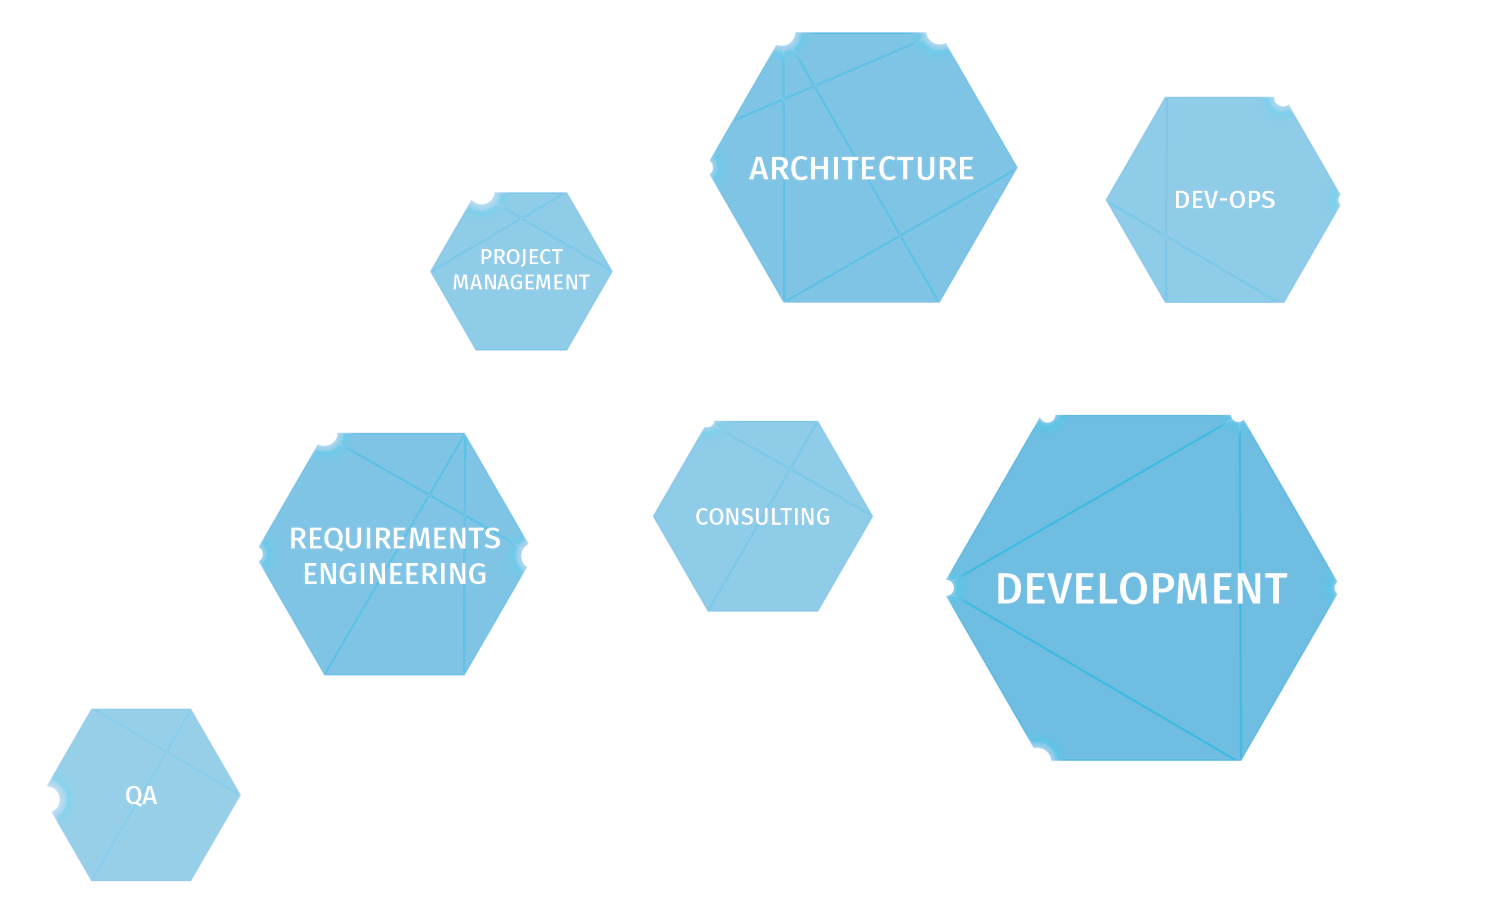 ARCHITECTURE
DEV-OPS
PROJECT
MANAGEMENT
REQUIREMENTS
ENGINEERING
CONSULTING
DEVELOPMENT
QA